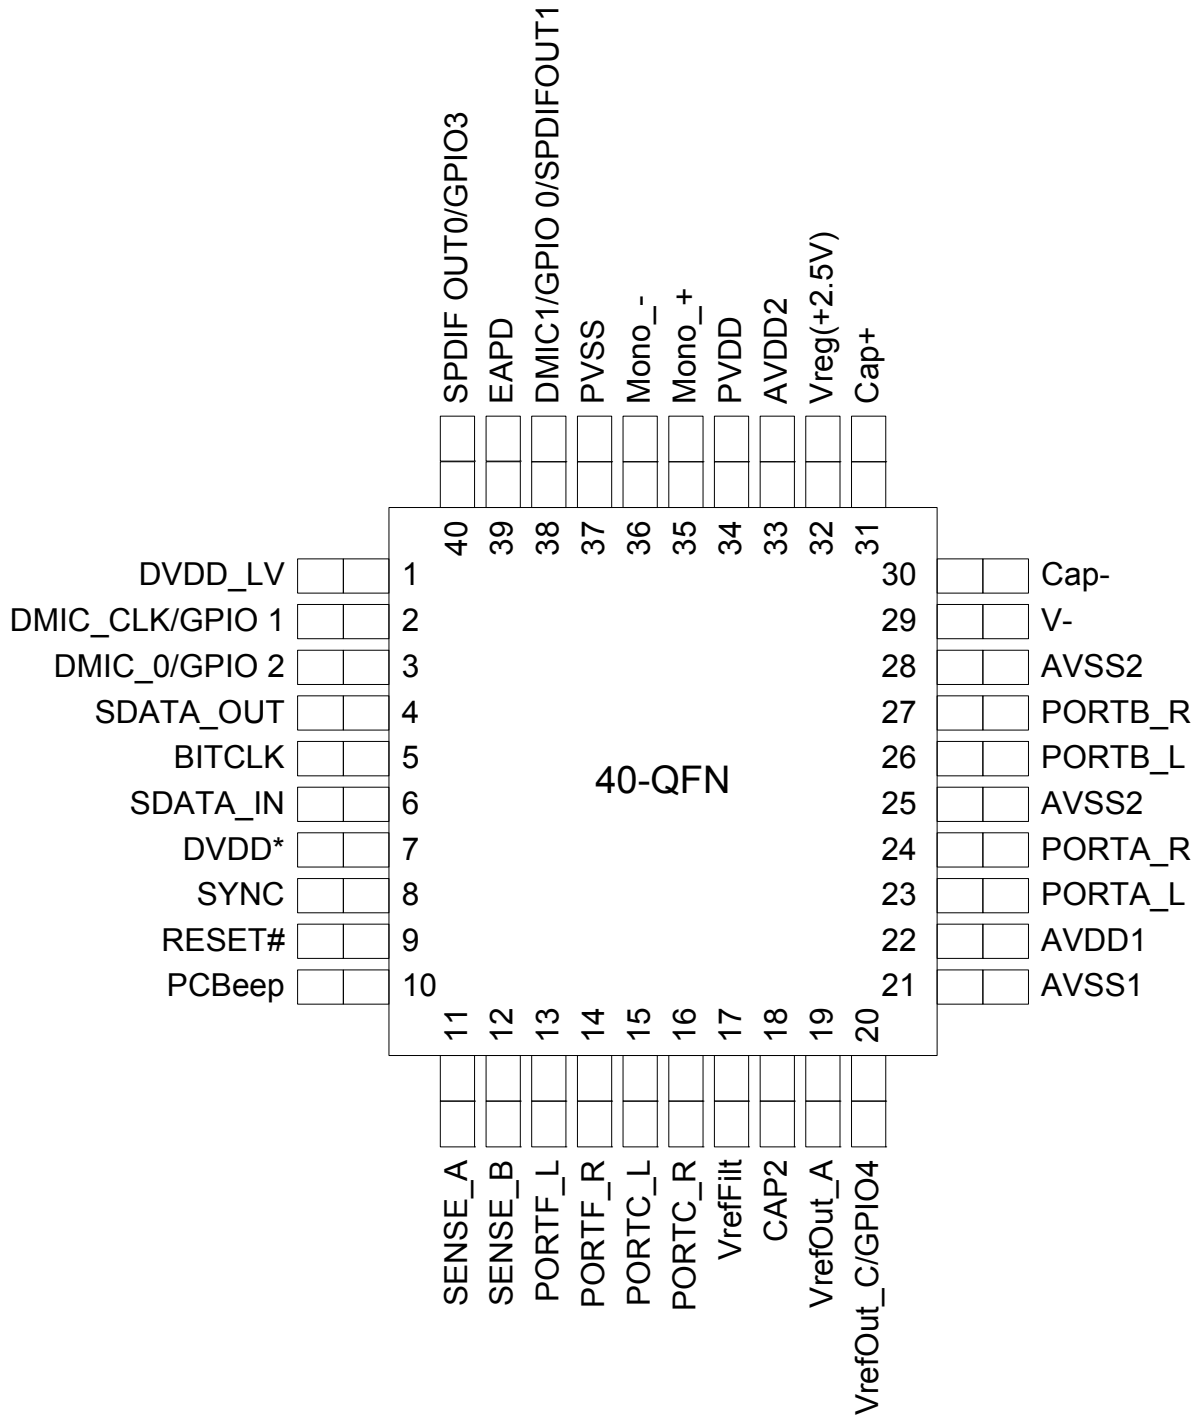 SPDIF OUT0/GPIO3
EAPD
DMIC1/GPIO 0/SPDIFOUT1
PVSS
Mono_-
Mono_+
PVDD
AVDD2
Vreg(+2.5V)
Cap+
40
39
38
37
36
35
34
33
32
31
DVDD_LV 1
DMIC_CLK/GPIO 1 2
DMIC_0/GPIO 2 3
SDATA_OUT 4
BITCLK 5
SDATA_IN 6
DVDD* 7
SYNC 8
RESET# 9
PCBeep 10
40-QFN
30 Cap-
29 V-
28 AVSS2
27 PORTB_R
26 PORTB_L
25 AVSS2
24 PORTA_R
23 PORTA_L
22 AVDD1
21 AVSS1
11
12
13
14
15
16
17
18
19
20
SENSE_A
SENSE_B
PORTF_L
PORTF_R
PORTC_L
PORTC_R
VrefFilt
CAP2
VrefOut_A
VrefOut_C/GPIO4